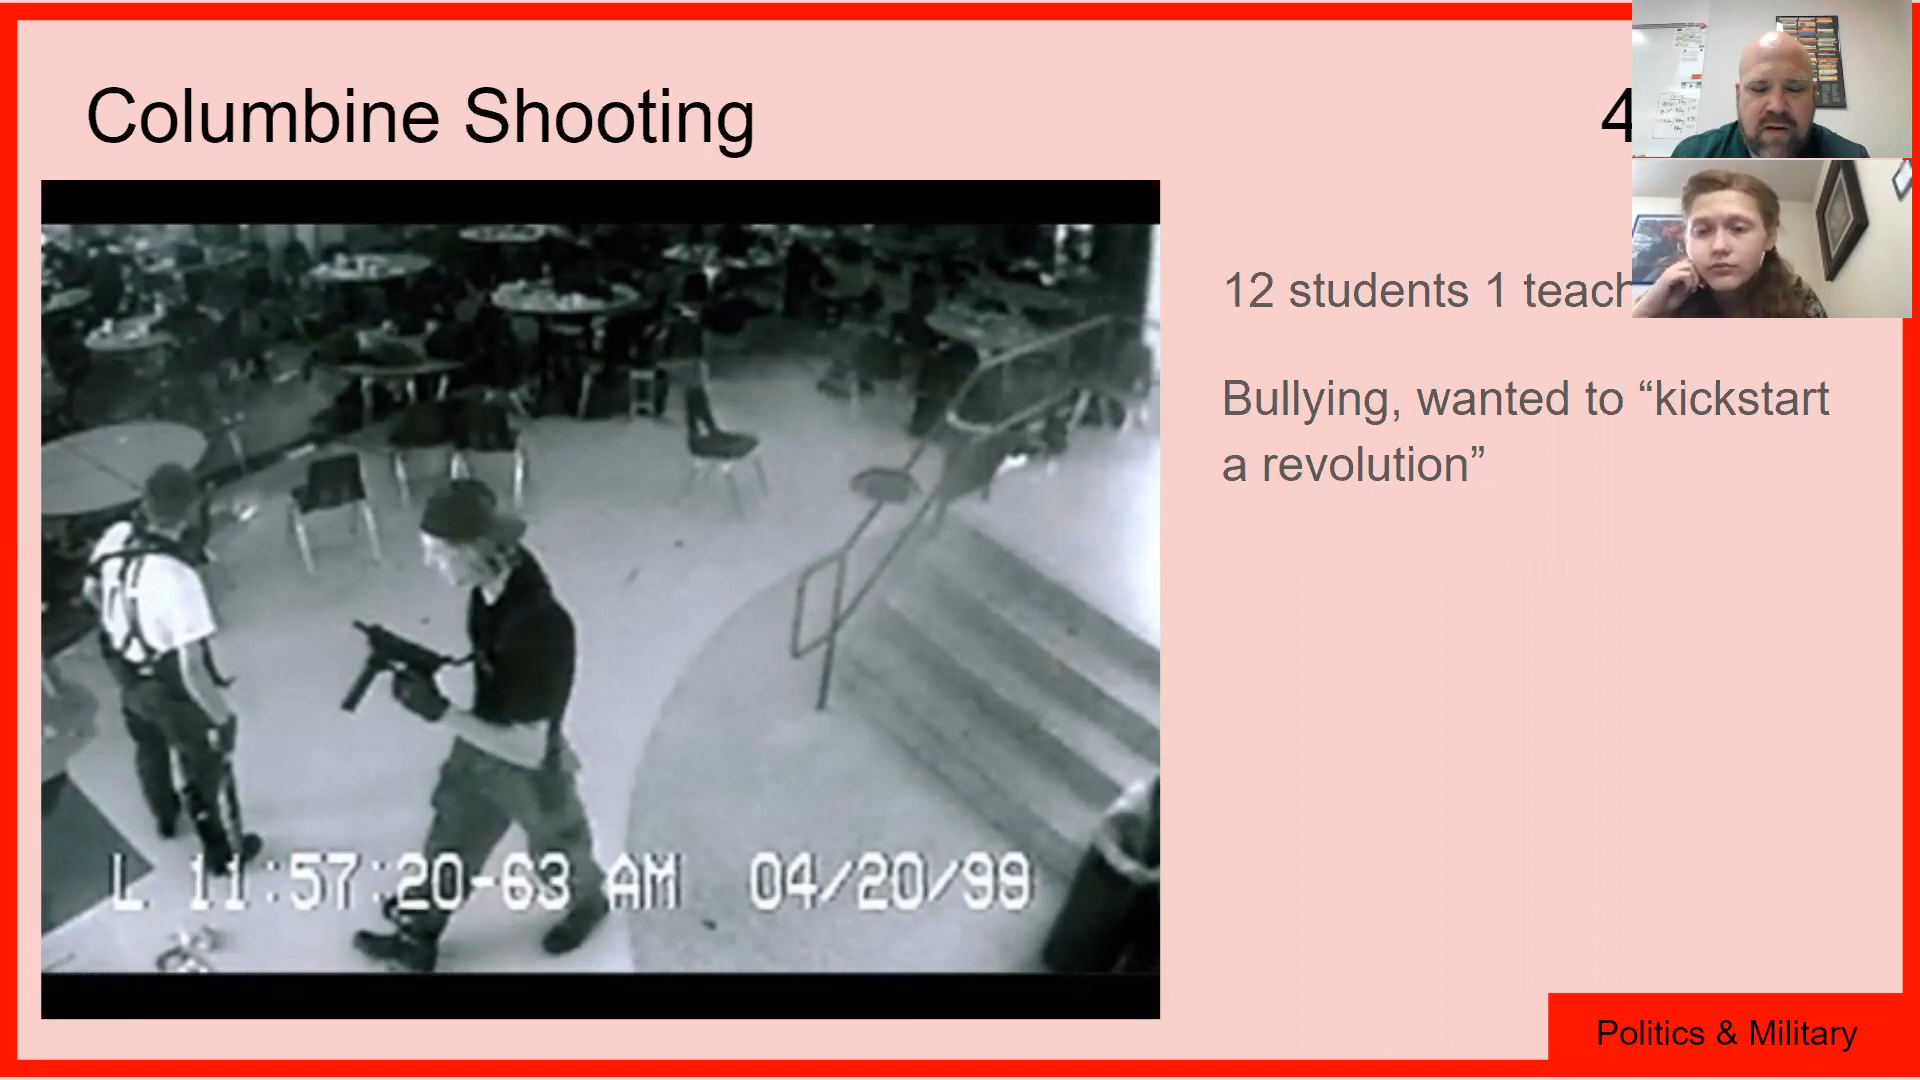 Columbine Shooting
4
12 students 1 teach
Bullying, wanted to “kickstart
a revolution”
L 11:57:20-63 AM 04/20/99
Politics & Military